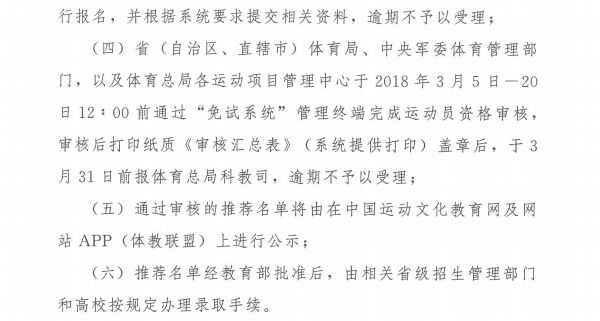 行报名，并根据系统要求提交相关资料，逾期不予以受理；
（四）省（自治区、直辖市）体育局、中央军委体育管理部
门，以及体育总局各运动项目管理中心于 2018 年 3 月 5 日—20
日12：00 前通过“免试系统”管理终端完成运动员资格审核，
审核后打印纸质《审核汇总表》（系统提供打印）盖章后，于 3
月 31 日前报体育总局科教司，逾期不予以受理；
（五）通过审核的推荐名单将由在中国运动文化教育网及网
站 APP（体教联盟）上进行公示；
（六）推荐名单经教育部批准后，由相关省级招生管理部门
和高校按规定办理录取手续。